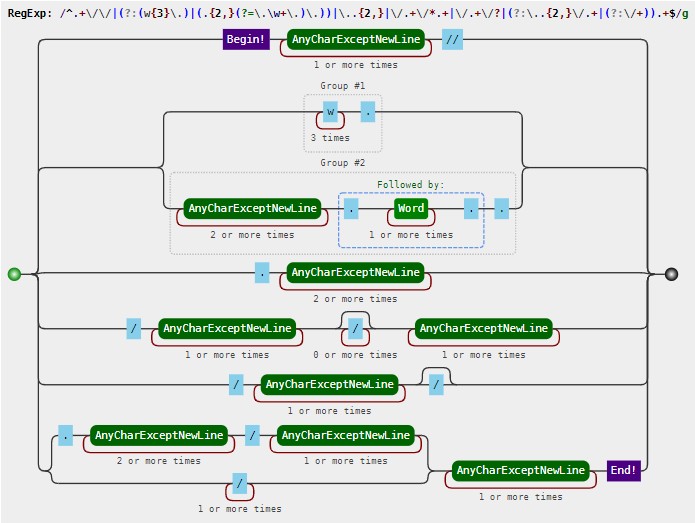 RegExp: /^.+\/\/|(?:(w{3}\.)|(.{2,}(?=\.\w+\.)\.))|\..{2,}|\/.+\/*.+|\/.+\/?|(?:\..{2,}\/.+|(?:\/+)).+$/g
Begin! AnyCharExceptNewLine //
1 or more times
Group #1
w .
3 times
Group #2
Followed by:
AnyCharExceptNewLine . Word . .
2 or more times 1 or more times
. AnyCharExceptNewLine
2 or more times
/ AnyCharExceptNewLine / AnyCharExceptNewLine
1 or more times 0 or more times 1 or more times
/ AnyCharExceptNewLine /
1 or more times
. AnyCharExceptNewLine / AnyCharExceptNewLine
2 or more times 1 or more times
AnyCharExceptNewLine End!
/
1 or more times
1 or more times